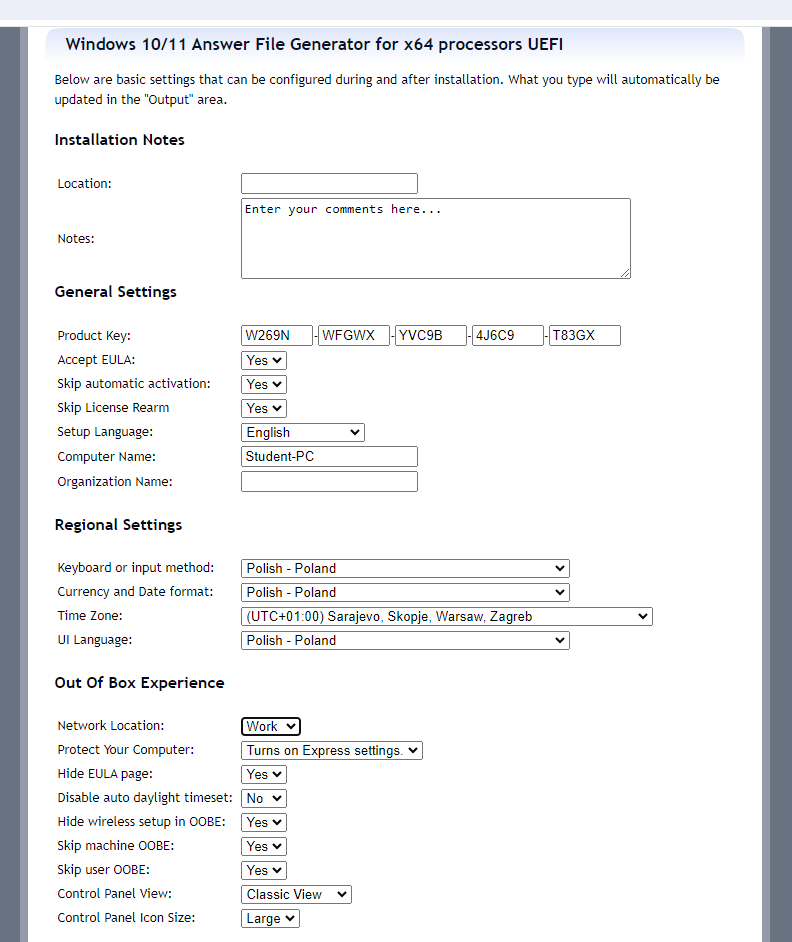 Windows 10/11 Answer File Generator for x64 processors UEFI
Below are basic settings that can be configured during and after installation. What you type will automatically be
updated in the "Output" area.
Installation Notes
Location:
Notes: Enter your comments here...
General Settings
Product Key: W269N - WFGWX - YVC9B - 4J6C9 - T83GX
Accept EULA: Yes
Skip automatic activation: Yes
Skip License Rearm Yes
Setup Language: English
Computer Name: Student-PC
Organization Name:
Regional Settings
Keyboard or input method: Polish - Poland
Currency and Date format: Polish - Poland
Time Zone: (UTC+01:00) Sarajevo, Skopje, Warsaw, Zagreb
UI Language: Polish - Poland
Out Of Box Experience
Network Location: Work
Protect Your Computer: Turns on Express settings.
Hide EULA page: Yes
Disable auto daylight timeset: No
Hide wireless setup in OOBE: Yes
Skip machine OOBE: Yes
Skip user OOBE: Yes
Control Panel View: Classic View
Control Panel Icon Size: Large